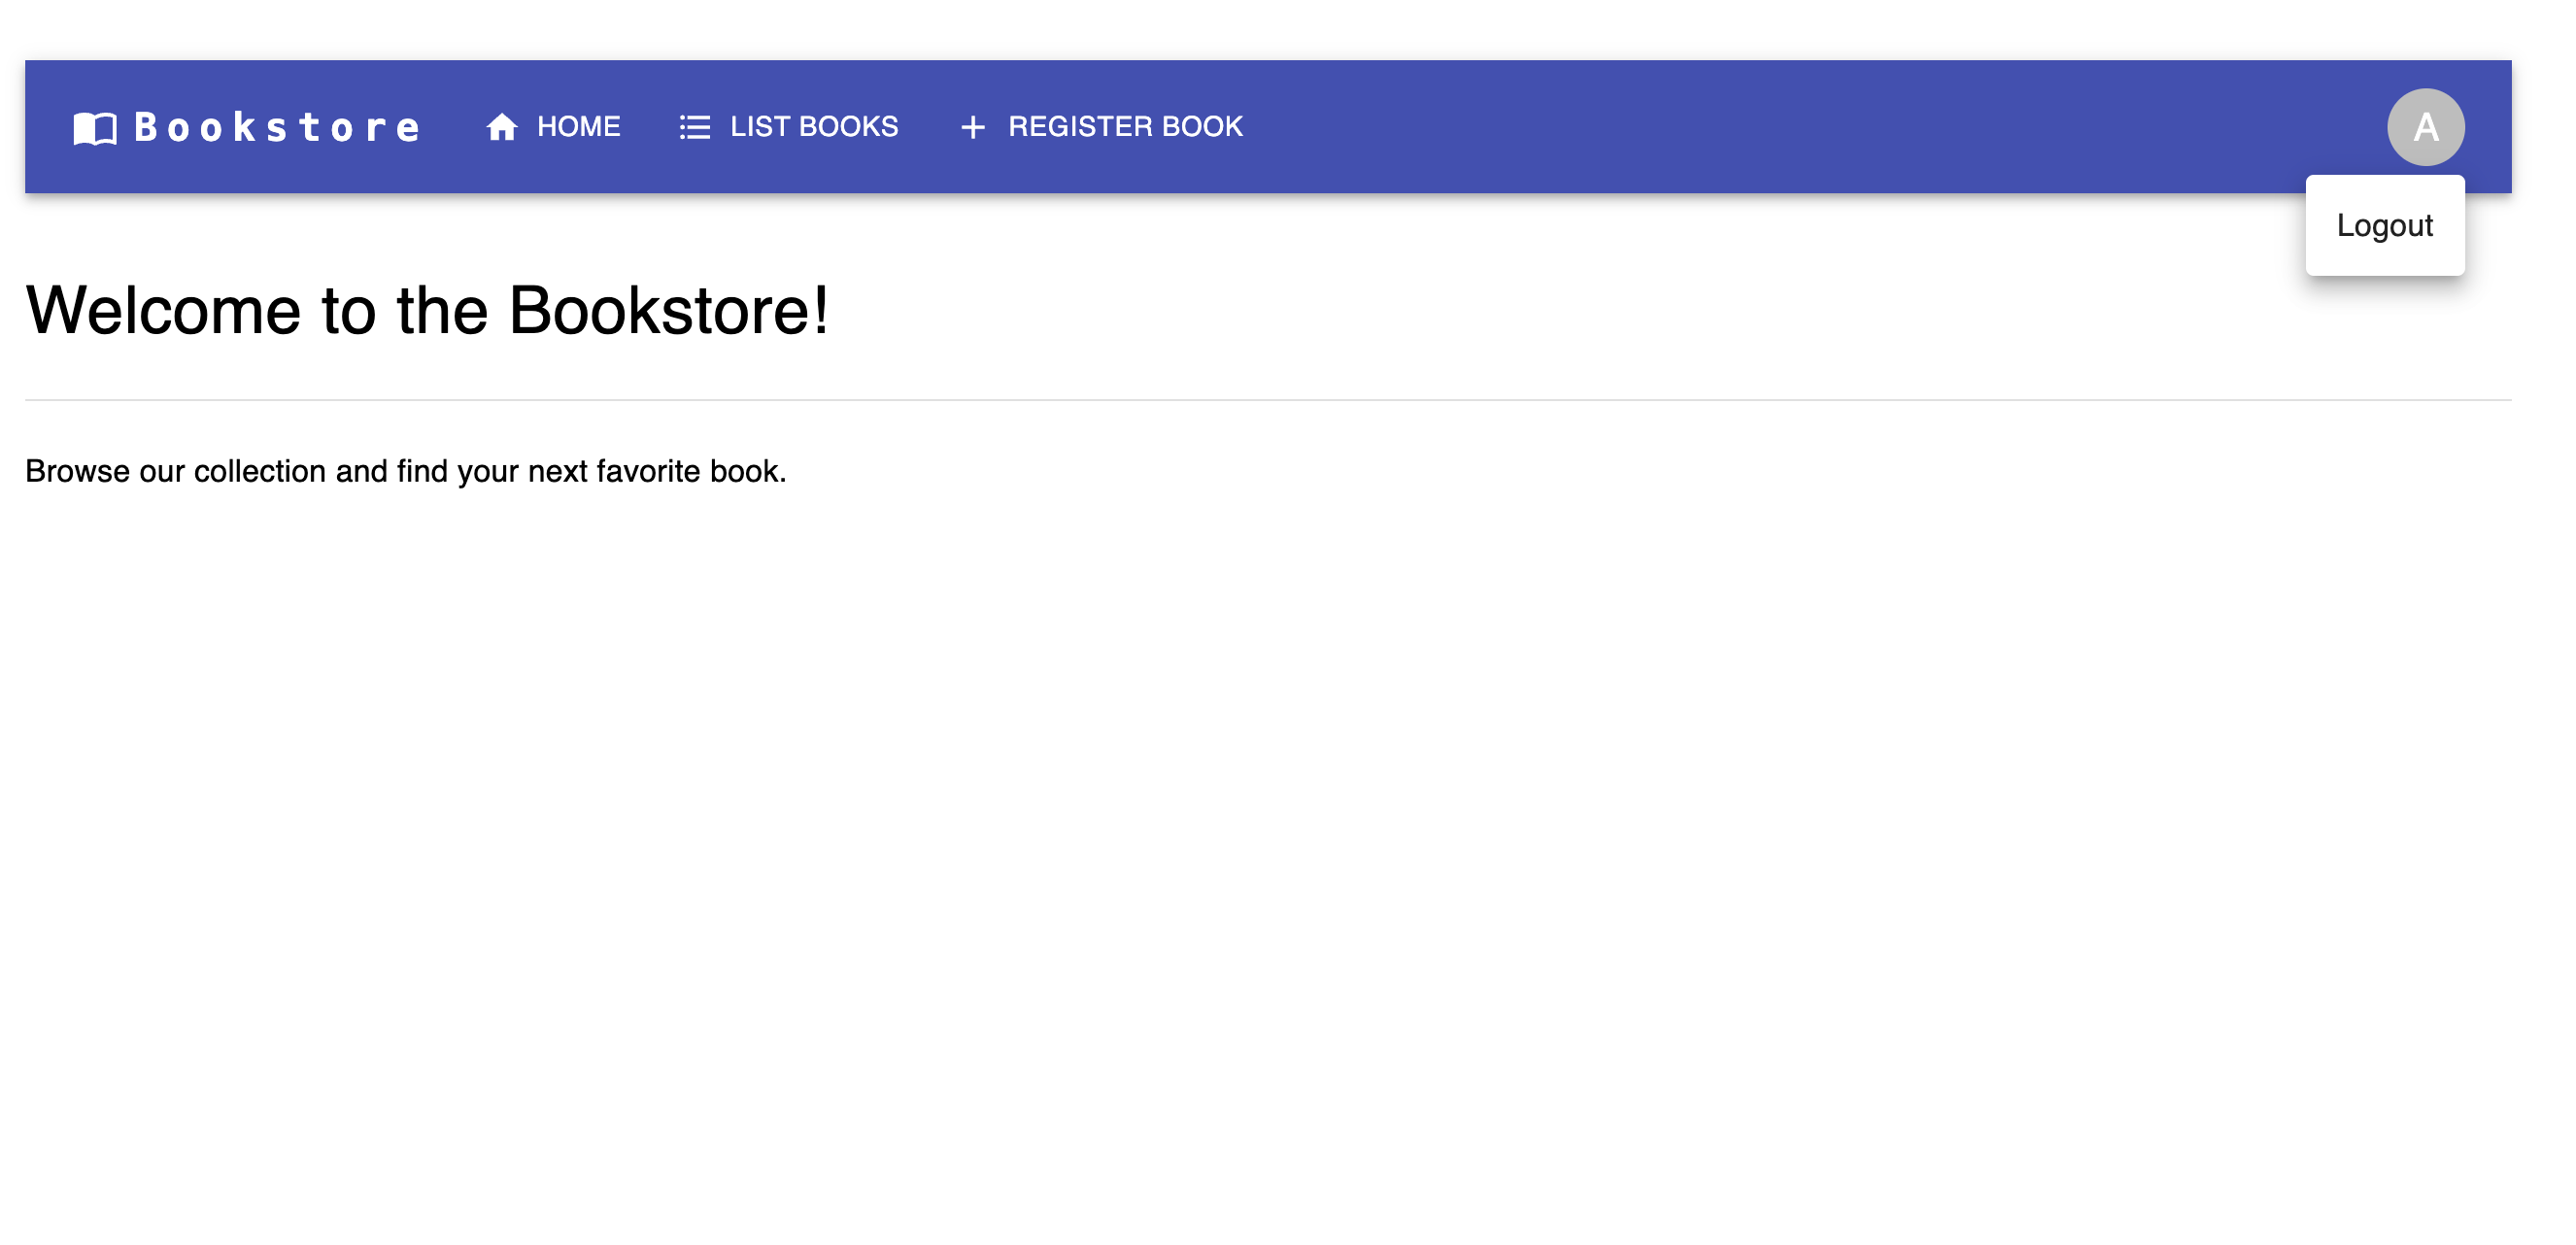 Bookstore HOME LIST BOOKS REGISTER BOOK A
Logout
Welcome to the Bookstore!
Browse our collection and find your next favorite book.